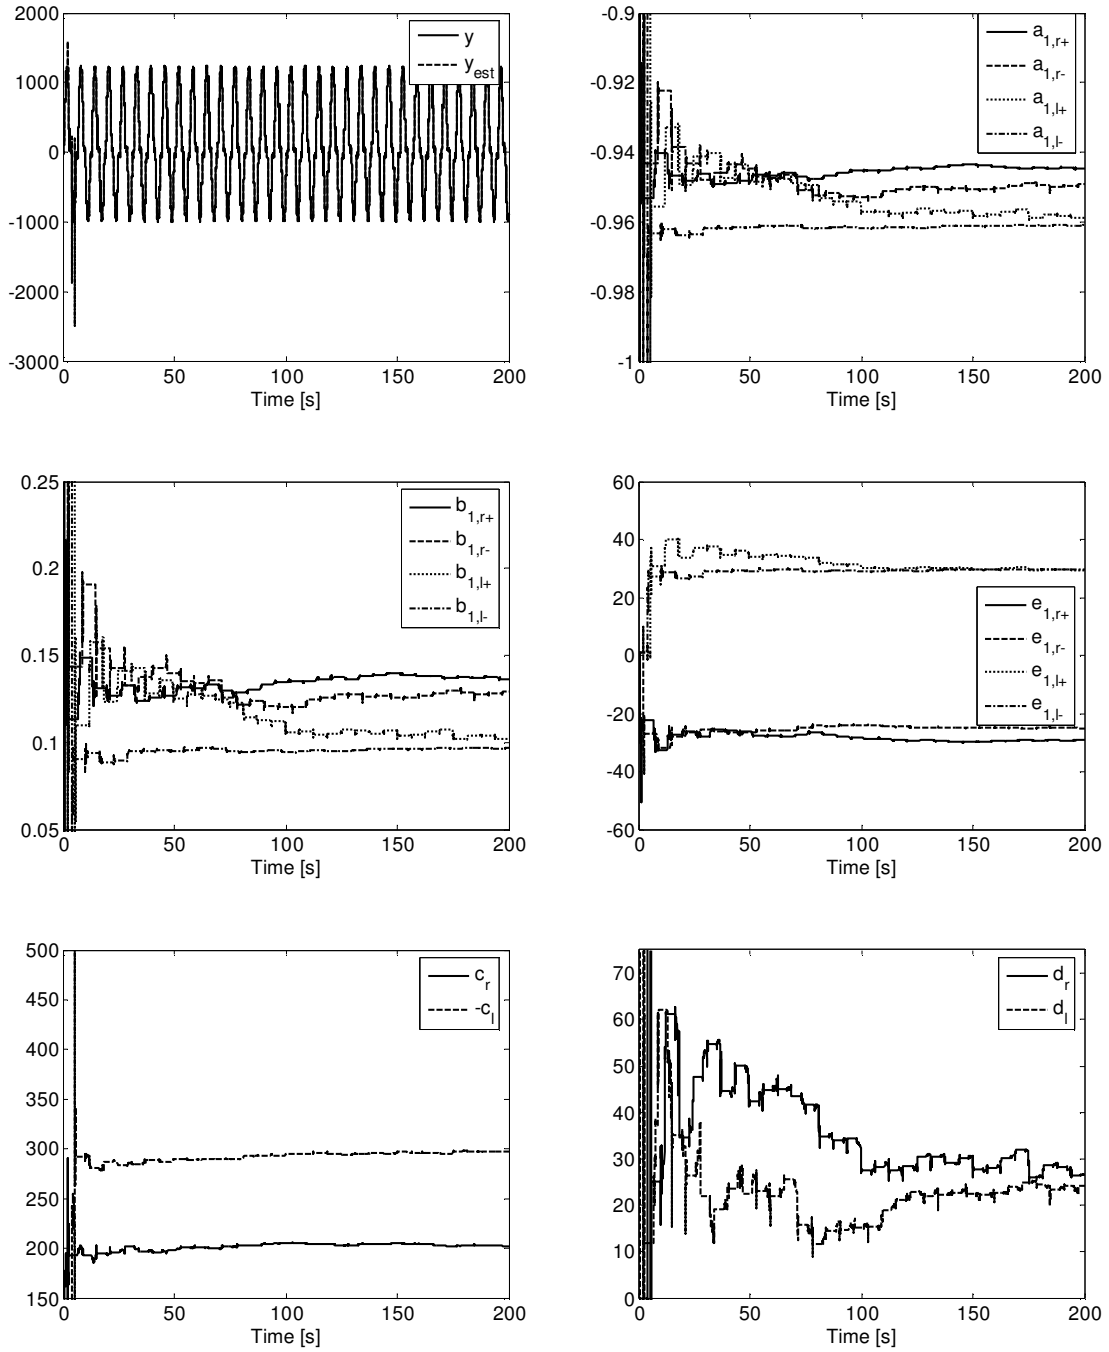 2000
1000
0
-1000
-2000
-3000
y
y_est
0 50 100 150 200
Time [s]
-0.9
-0.92
-0.94
-0.96
-0.98
-1
a_1,r+
a_1,r-
a_1,l+
a_1,l-
0 50 100 150 200
Time [s]
0.25
0.2
0.15
0.1
0.05
b_1,r+
b_1,r-
b_1,l+
b_1,l-
0 50 100 150 200
Time [s]
60
40
20
0
-20
-40
-60
e_1,r+
e_1,r-
e_1,l+
e_1,l-
0 50 100 150 200
Time [s]
500
450
400
350
300
250
200
150
c_r
-c_l
0 50 100 150 200
Time [s]
70
60
50
40
30
20
10
0
d_r
d_l
0 50 100 150 200
Time [s]